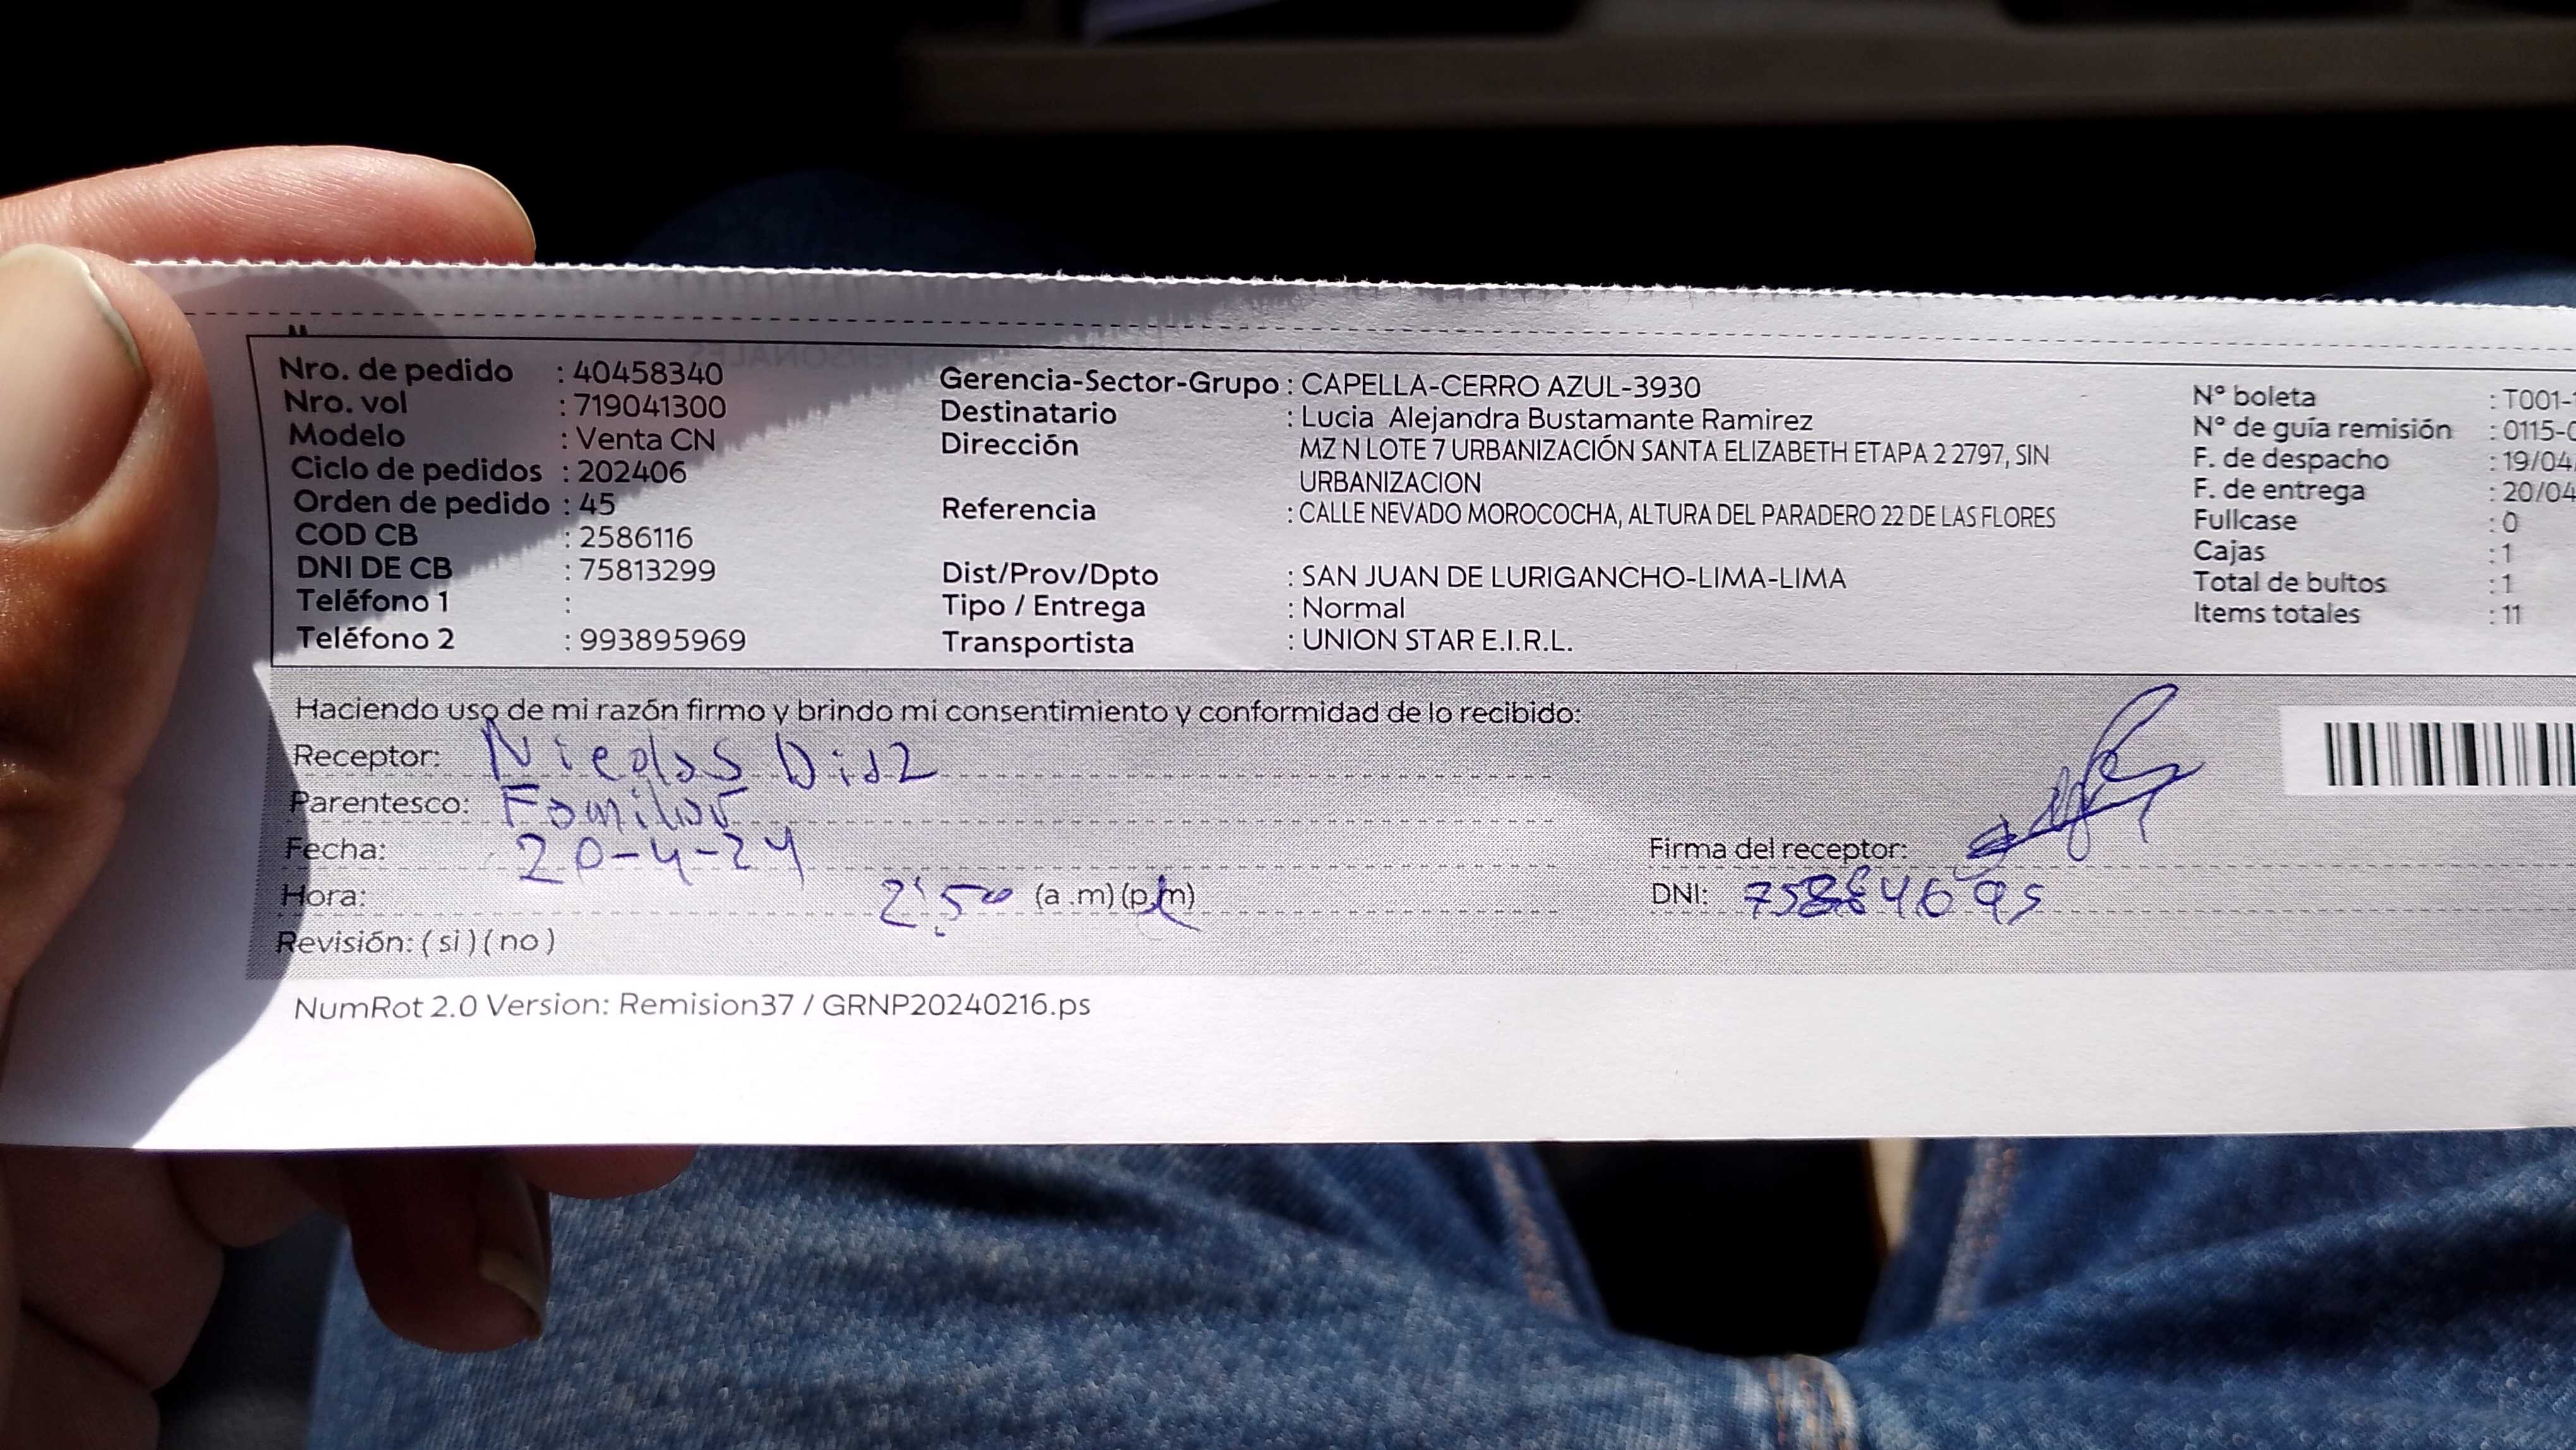 Nro. de pedido : 40458340
Nro. vol : 719041300
Modelo : Venta CN
Ciclo de pedidos : 202406
Orden de pedido : 45
COD CB : 2586116
DNI DE CB : 75813299
Teléfono 1 :
Teléfono 2 : 993895969
Gerencia-Sector-Grupo : CAPELLA-CERRO AZUL-3930
Destinatario : Lucia Alejandra Bustamante Ramirez
Dirección MZ N LOTE 7 URBANIZACIÓN SANTA ELIZABETH ETAPA 2 2797, SIN
URBANIZACION
Referencia : CALLE NEVADO MOROCOCHA, ALTURA DEL PARADERO 22 DE LAS FLORES
Dist/Prov/Dpto : SAN JUAN DE LURIGANCHO-LIMA-LIMA
Tipo / Entrega : Normal
Transportista : UNION STAR E.I.R.L.
N° boleta : T001-
N° de guía remisión : 0115-
F. de despacho : 19/04
F. de entrega : 20/04
Fullcase : 0
Cajas : 1
Total de bultos : 1
Items totales : 11
Haciendo uso de mi razón firmo y brindo mi consentimiento y conformidad de lo recibido:
Receptor: Nicolas Diaz
Parentesco: Familiar
Fecha: 20-4-24
Hora: 2:50 (a.m)(p.m)
Revisión: ( si ) ( no )
Firma del receptor:
DNI:
NumRot 2.0 Version: Remision37 / GRNP20240216.ps